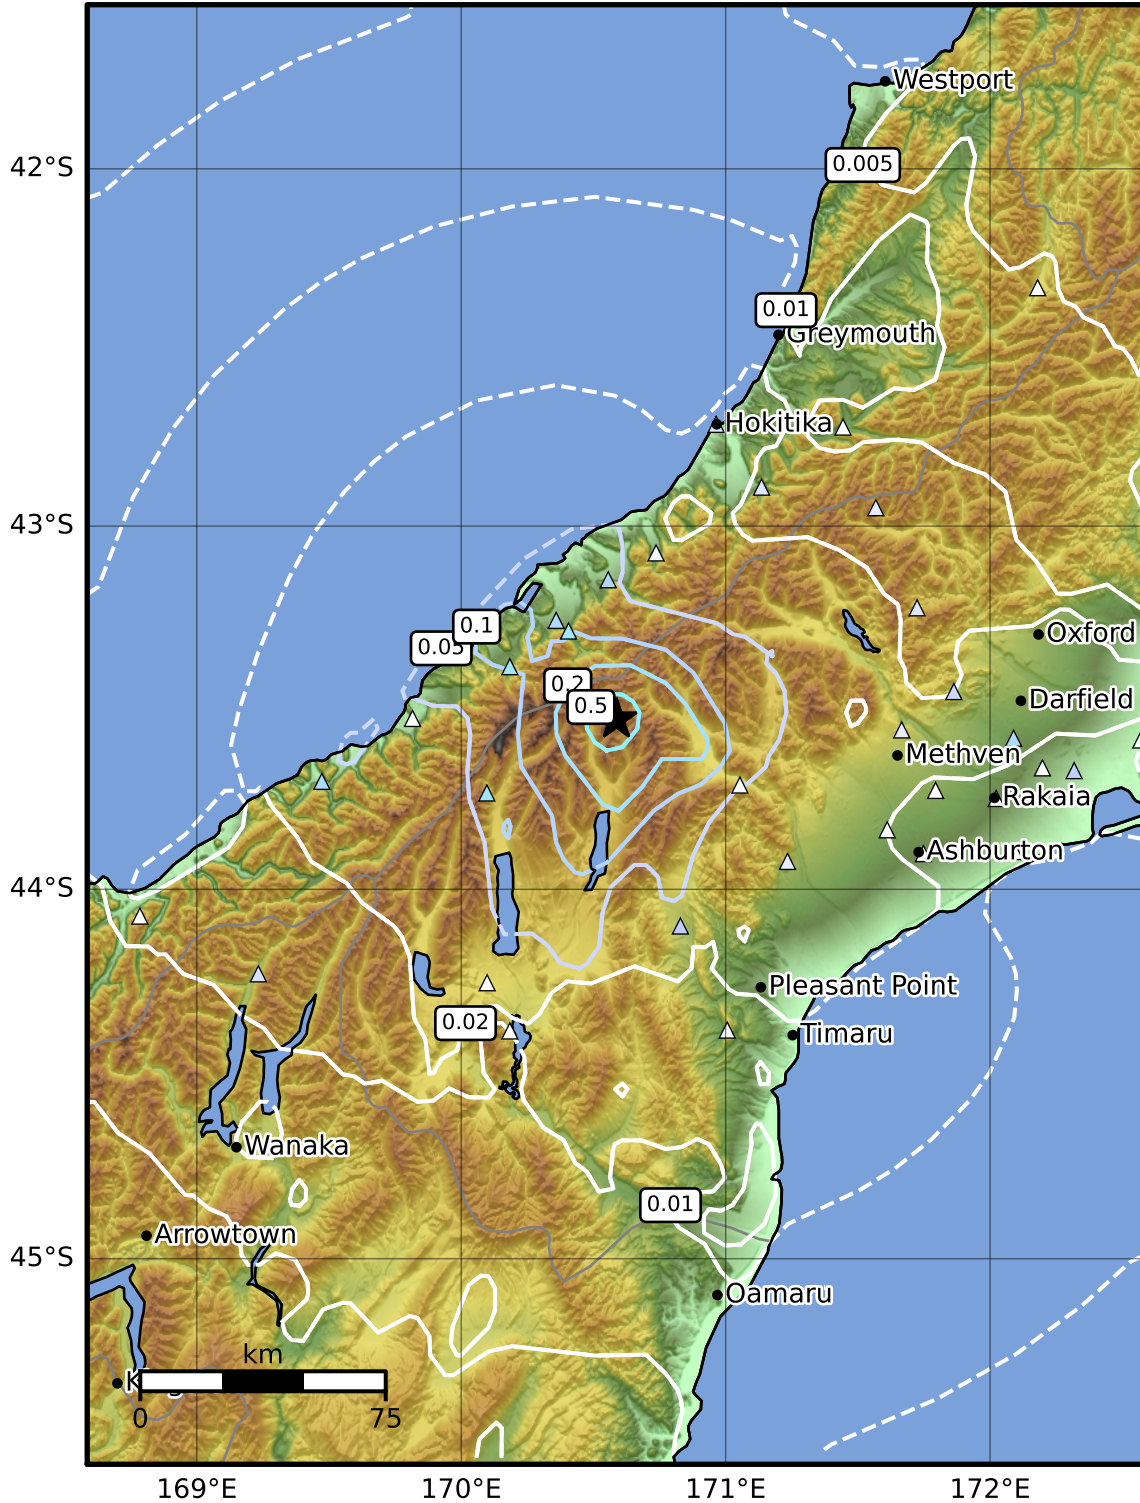 Westport
42°S
0.005
0.01
Greymouth
Hokitika
43°S
0.1
0.05
Oxford
0.2
0.5
Darfield
Methven
Rakaia
Ashburton
44°S
Pleasant Point
0.02
Timaru
Wanaka
0.01
Arrowtown
45°S
Oamaru
km
0
75
169°E
170°E
171°E
172°E